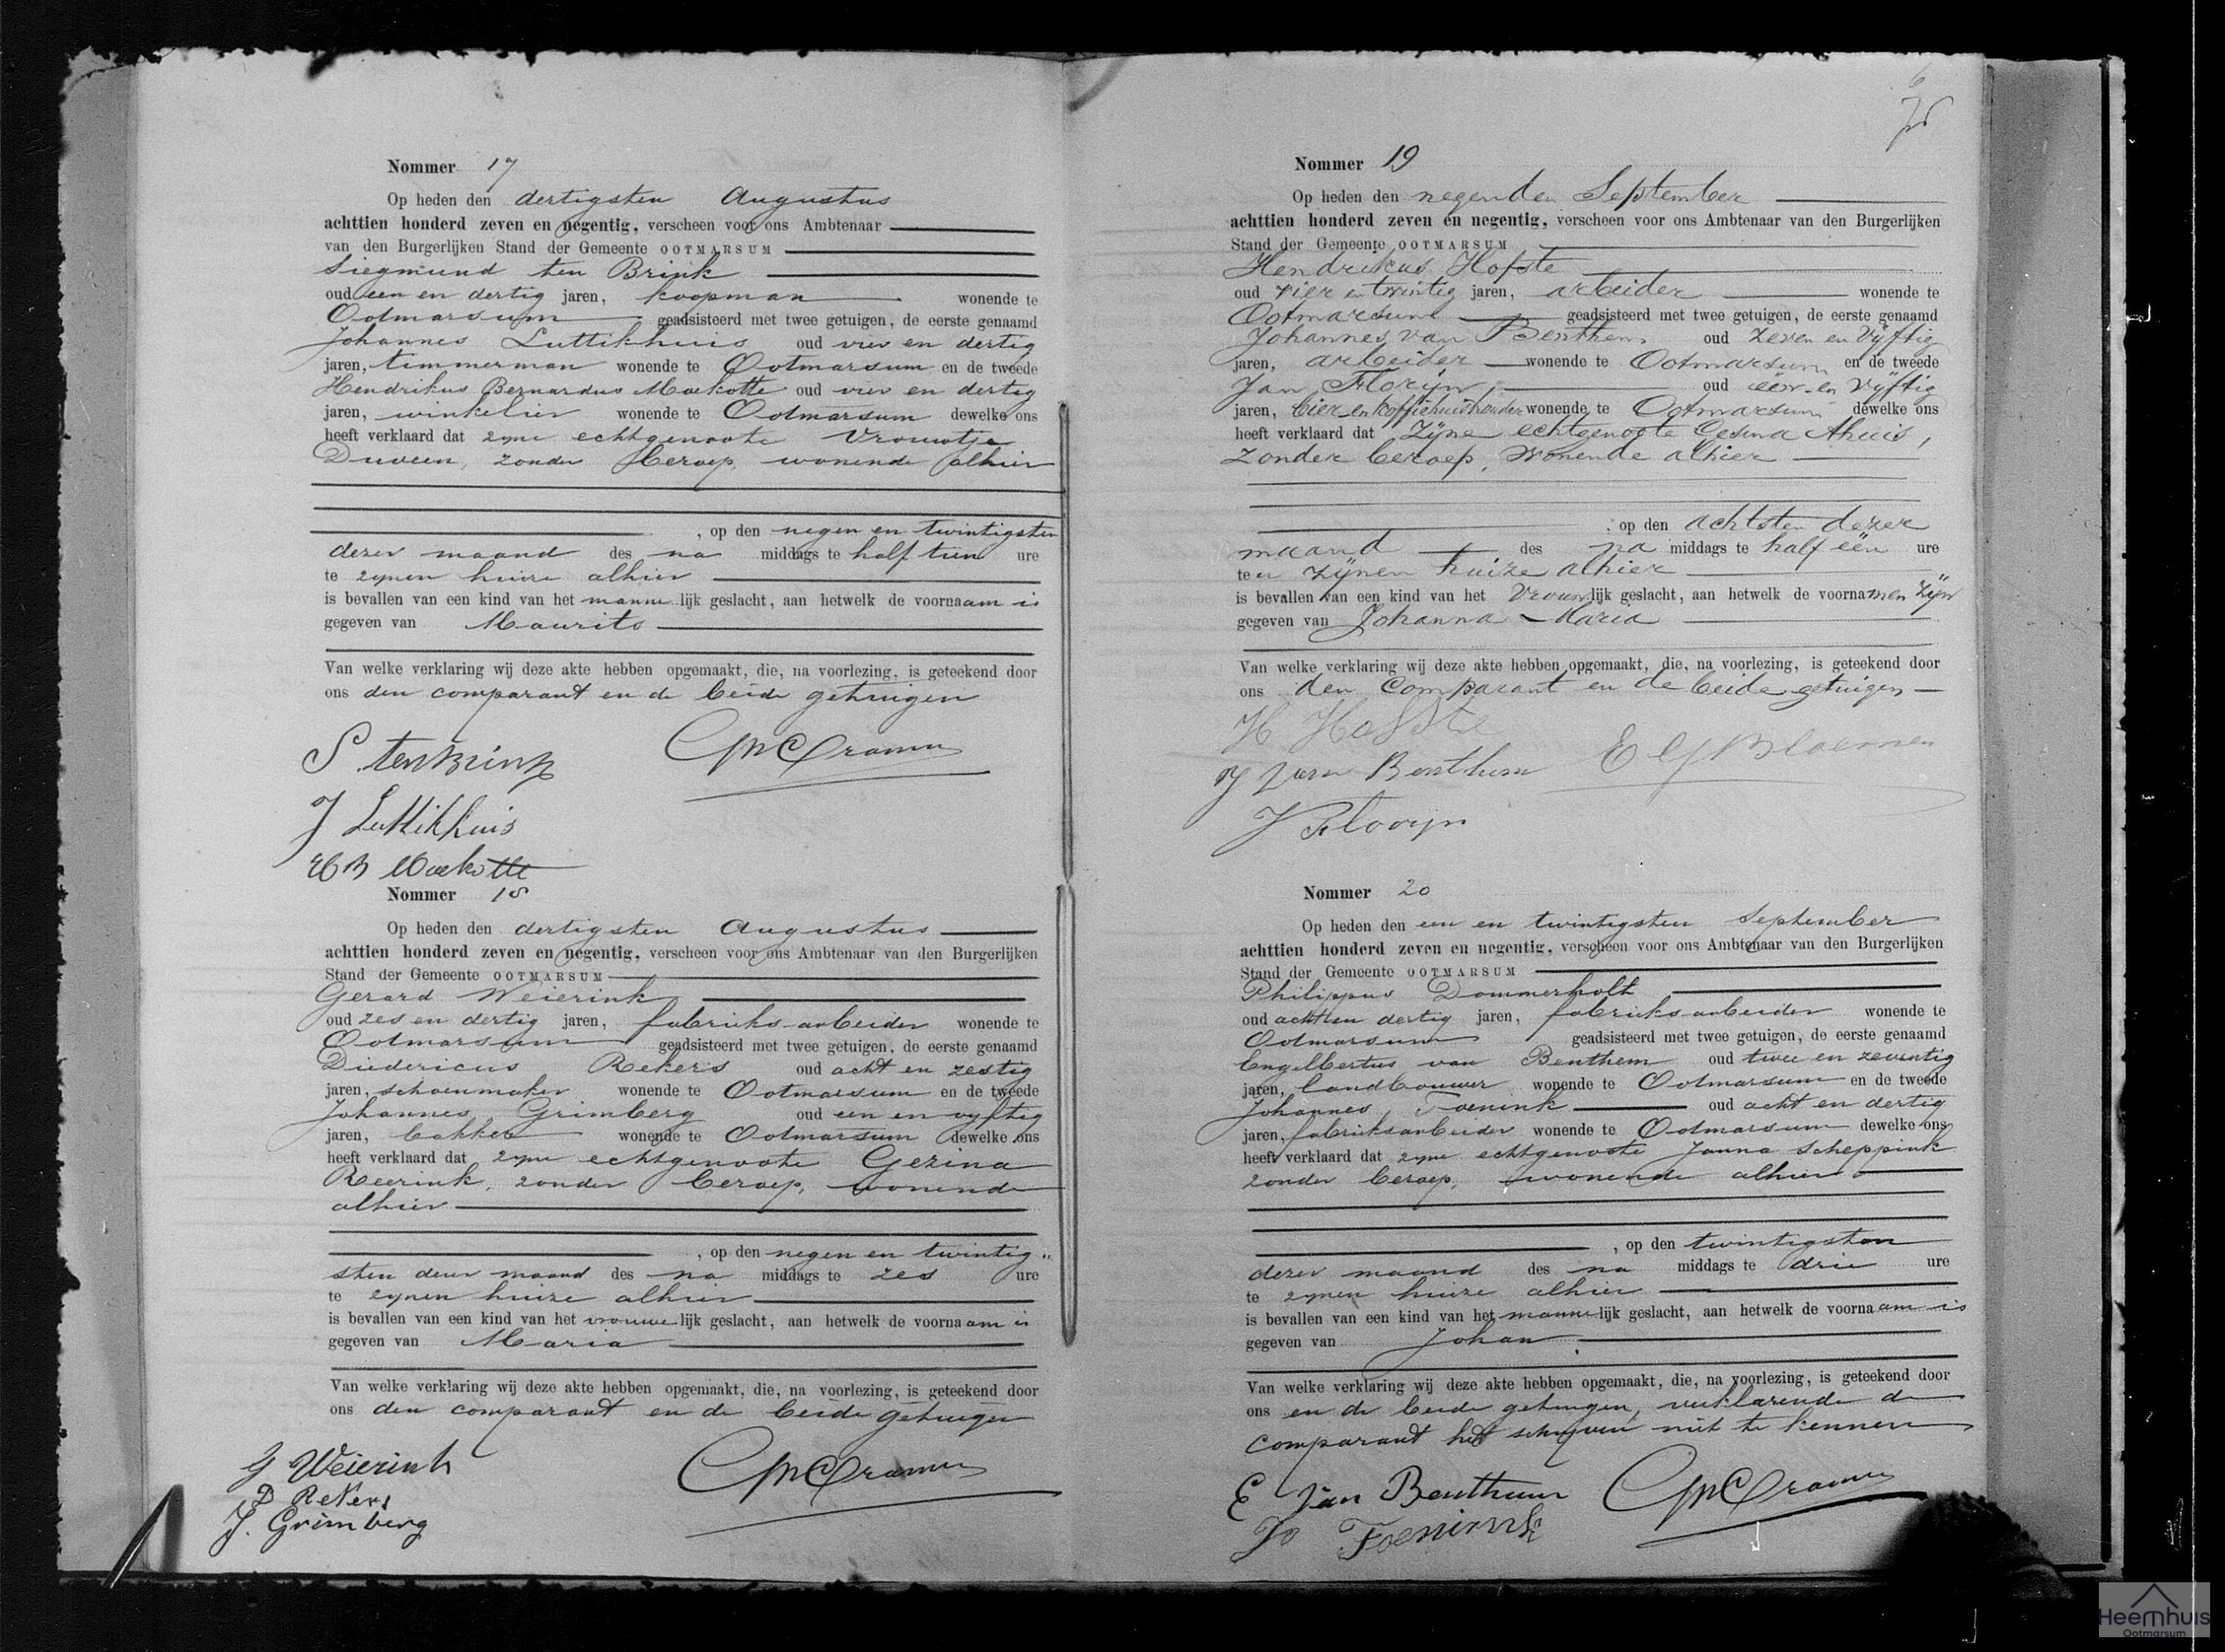 Nommer 17
Op heden den dertigsten Augustus
achttien honderd zeven en negentig, verscheen voor ons Ambtenaar
van den Burgerlijken Stand der Gemeente OOTMARSUM
Siegmund ten Brink
oud een en dertig jaren, koopman wonende te
Ootmarsum geadsisteerd met twee getuigen, de eerste genaamd
Johannes Luttikhuis oud vier en dertig
jaren, timmerman wonende te Ootmarsum en de tweede
Hendrikus Bernardus Moekotte oud vier en dertig
jaren, winkelier wonende te Ootmarsum dewelke ons
heeft verklaard dat zyne echtgenoote Vrouwtje
Duveen, zonder Beroep, wonende alhier
, op den negen en twintigsten
dezer maand des na middags te half tien ure
te zynen huize alhier
is bevallen van een kind van het mannelijk geslacht, aan hetwelk de voornaam is
gegeven van Maurits
Van welke verklaring wij deze akte hebben opgemaakt, die, na voorlezing, is geteekend door
ons den comparant en de beide getuigen
S tenBrink
J Luttikhuis
HB Moekotte
Nommer 18
Op heden den dertigsten Augustus
achttien honderd zeven en negentig, verscheen voor ons Ambtenaar van den Burgerlijken
Stand der Gemeente OOTMARSUM
Gerard Weierink
oud zes en dertig jaren, fabrieks-arbeider wonende te
Ootmarsum geadsisteerd met twee getuigen, de eerste genaamd
Diedericus Rekers oud acht en zestig
jaren, schoenmaker wonende te Ootmarsum en de tweede
Johannes Grimberg oud een en vyftig
jaren, bakker wonende te Ootmarsum dewelke ons
heeft verklaard dat zyne echtgenoote Gezina
Reerink, zonder beroep, wonende
alhier
, op den negen en twintig„
sten dezer maand des na middags te zes ure
te zynen huize alhier
is bevallen van een kind van het vrouwelijk geslacht, aan hetwelk de voornaam is
gegeven van Maria
Van welke verklaring wij deze akte hebben opgemaakt, die, na voorlezing, is geteekend door
ons den comparant en de beide getuigen
G Weierink
D Rekers
J. Grimberg
Nommer 19
Op heden den negenden September
achttien honderd zeven en negentig, verscheen voor ons Ambtenaar van den Burgerlijken
Stand der Gemeente OOTMARSUM
Hendrikus Hofste
oud vier en twintig jaren, arbeider wonende te
Ootmarsum geadsisteerd met twee getuigen, de eerste genaamd
Johannes van Benthem oud zeven en vijftig
jaren, arbeider wonende te Ootmarsum en de tweede
Jan Florijn, oud één en vijftig
jaren, bier- en koffiehuishouder wonende te Ootmarsum dewelke ons
heeft verklaard dat zijne echtgenoote Gesina Ahuis,
zonder beroep, wonende alhier
, op den achtsten dezer
maand des na middags te half één ure
ten zijnen huize alhier
is bevallen van een kind van het vrouwlijk geslacht, aan hetwelk de voornamen zijn
gegeven van Johanna Maria
Van welke verklaring wij deze akte hebben opgemaakt, die, na voorlezing, is geteekend door
ons den Comparant en de beide getuigen
H Hofste
J van Benthem
J Florijn
Nommer 20
Op heden den een en twintigsten September
achttien honderd zeven en negentig, verscheen voor ons Ambtenaar van den Burgerlijken
Stand der Gemeente OOTMARSUM
Philippus Dommerholt
oud acht en dertig jaren, fabrieks-arbeider wonende te
Ootmarsum geadsisteerd met twee getuigen, de eerste genaamd
Engelbertus van Benthem oud twee en zeventig
jaren, landbouwer wonende te Ootmarsum en de tweede
Johannes Foenink oud acht en dertig
jaren, fabrieksarbeider wonende te Ootmarsum dewelke ons
heeft verklaard dat zyne echtgenoote Janna Scheppink
zonder beroep, wonende alhier
, op den twintigsten
dezer maand des na middags te drie ure
te zynen huize alhier
is bevallen van een kind van het mannelijk geslacht, aan hetwelk de voornaam is
gegeven van Johan
Van welke verklaring wij deze akte hebben opgemaakt, die, na voorlezing, is geteekend door
ons en de beide getuigen, verklarende de
comparant het schryven niet te kennen
E Van Benthem
Jo Foenink
Heemhuis
Ootmarsum